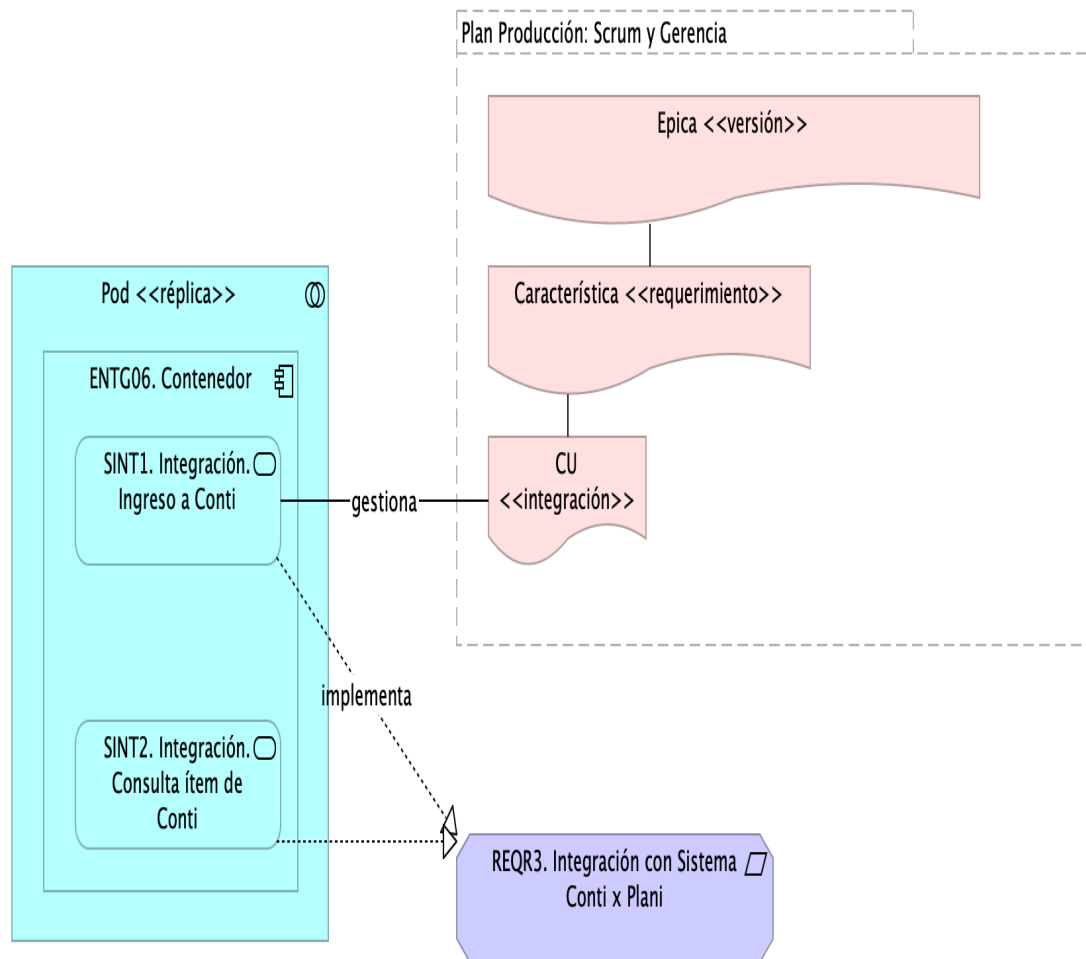 Plan Producción: Scrum y Gerencia
Epica <<versión>>
Pod <<réplica>>
Característica <<requerimiento>>
ENTG06. Contenedor
SINT1. Integración.
Ingreso a Conti
gestiona
CU
<<integración>>
implementa
SINT2. Integración.
Consulta ítem de
Conti
REQR3. Integración con Sistema
Conti x Plani